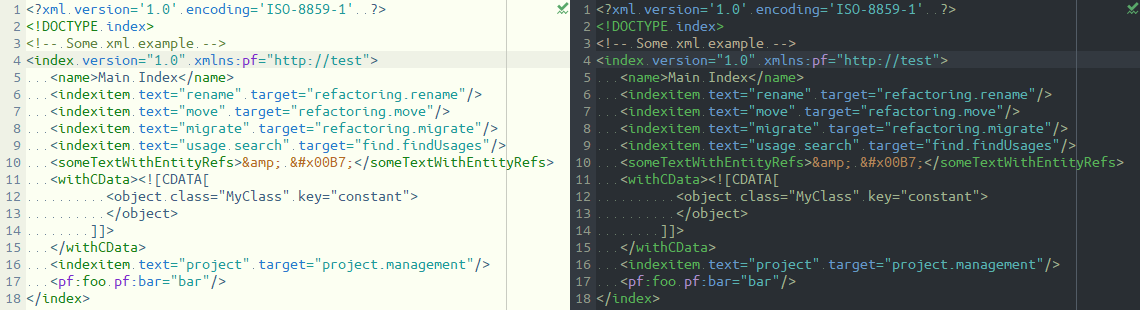 1 <?xml version='1.0' encoding='ISO-8859-1'  ?>
2 <!DOCTYPE index>
3 <!-- Some xml example -->
4 <index version="1.0" xmlns:pf="http://test">
5    <name>Main Index</name>
6    <indexitem text="rename" target="refactoring.rename"/>
7    <indexitem text="move" target="refactoring.move"/>
8    <indexitem text="migrate" target="refactoring.migrate"/>
9    <indexitem text="usage search" target="find.findUsages"/>
10    <someTextWithEntityRefs>&amp; &#x00B7;</someTextWithEntityRefs>
11    <withCData><![CDATA[
12           <object class="MyClass" key="constant">
13           </object>
14         ]]>
15    </withCData>
16    <indexitem text="project" target="project.management"/>
17    <pf:foo pf:bar="bar"/>
18 </index>
1 <?xml version='1.0' encoding='ISO-8859-1'  ?>
2 <!DOCTYPE index>
3 <!-- Some xml example -->
4 <index version="1.0" xmlns:pf="http://test">
5    <name>Main Index</name>
6    <indexitem text="rename" target="refactoring.rename"/>
7    <indexitem text="move" target="refactoring.move"/>
8    <indexitem text="migrate" target="refactoring.migrate"/>
9    <indexitem text="usage search" target="find.findUsages"/>
10    <someTextWithEntityRefs>&amp; &#x00B7;</someTextWithEntityRefs>
11    <withCData><![CDATA[
12           <object class="MyClass" key="constant">
13           </object>
14         ]]>
15    </withCData>
16    <indexitem text="project" target="project.management"/>
17    <pf:foo pf:bar="bar"/>
18 </index>